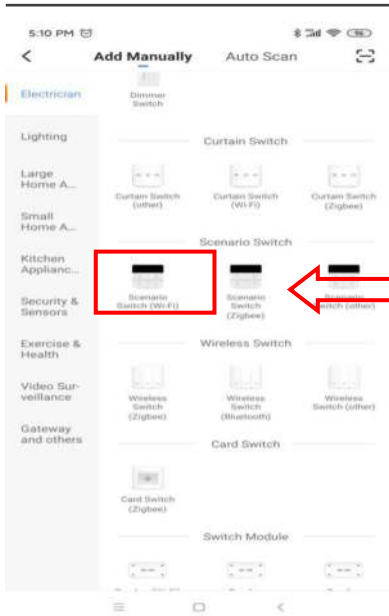 5:10 PM
Add Manually Auto Scan
Electrician
Dimmer
Switch
Lighting
Curtain Switch
Large
Home A...
Curtain Switch
(other)
Curtain Switch
(Wi-Fi)
Curtain Switch
(Zigbee)
Small
Home A...
Scenario Switch
Kitchen
Applianc...
Scenario
Switch (Wi-Fi)
Scenario
Switch
(Zigbee)
Scenario
Switch (other)
Security &
Sensors
Exercise &
Health
Wireless Switch
Video Sur-
veillance
Wireless
Switch
(Zigbee)
Wireless
Switch
(Bluetooth)
Wireless
Switch (other)
Gateway
and others
Card Switch
Card Switch
(Zigbee)
Switch Module